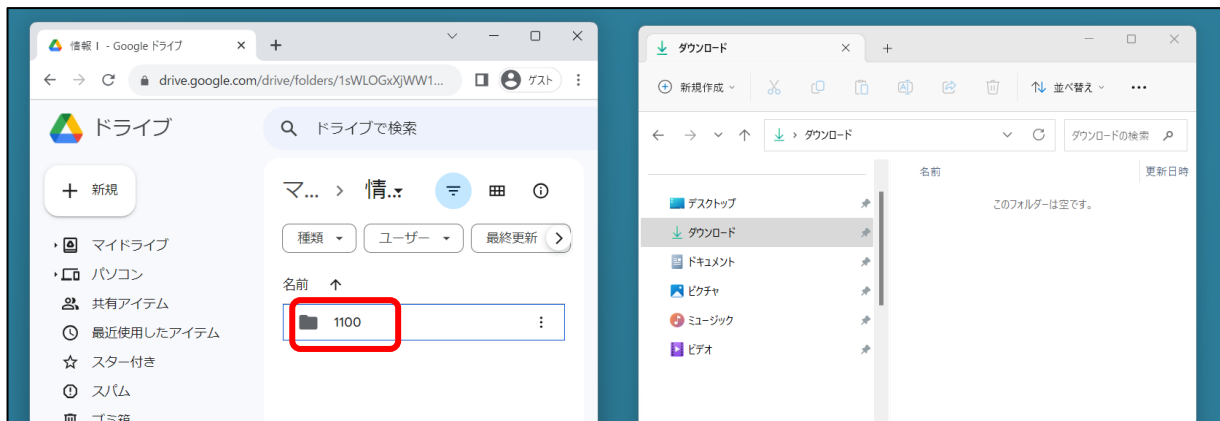 情報Ⅰ - Google ドライブ
drive.google.com/drive/folders/1sWLOGxXjWW1...
ゲスト
ドライブ
ドライブで検索
新規
マ... › 情...
種類
ユーザー
最終更新
マイドライブ
パソコン
共有アイテム
最近使用したアイテム
スター付き
スパム
ゴミ箱
名前
1100
ダウンロード
新規作成
並べ替え
ダウンロード
ダウンロードの検索
名前
更新日時
このフォルダーは空です。
デスクトップ
ダウンロード
ドキュメント
ピクチャ
ミュージック
ビデオ